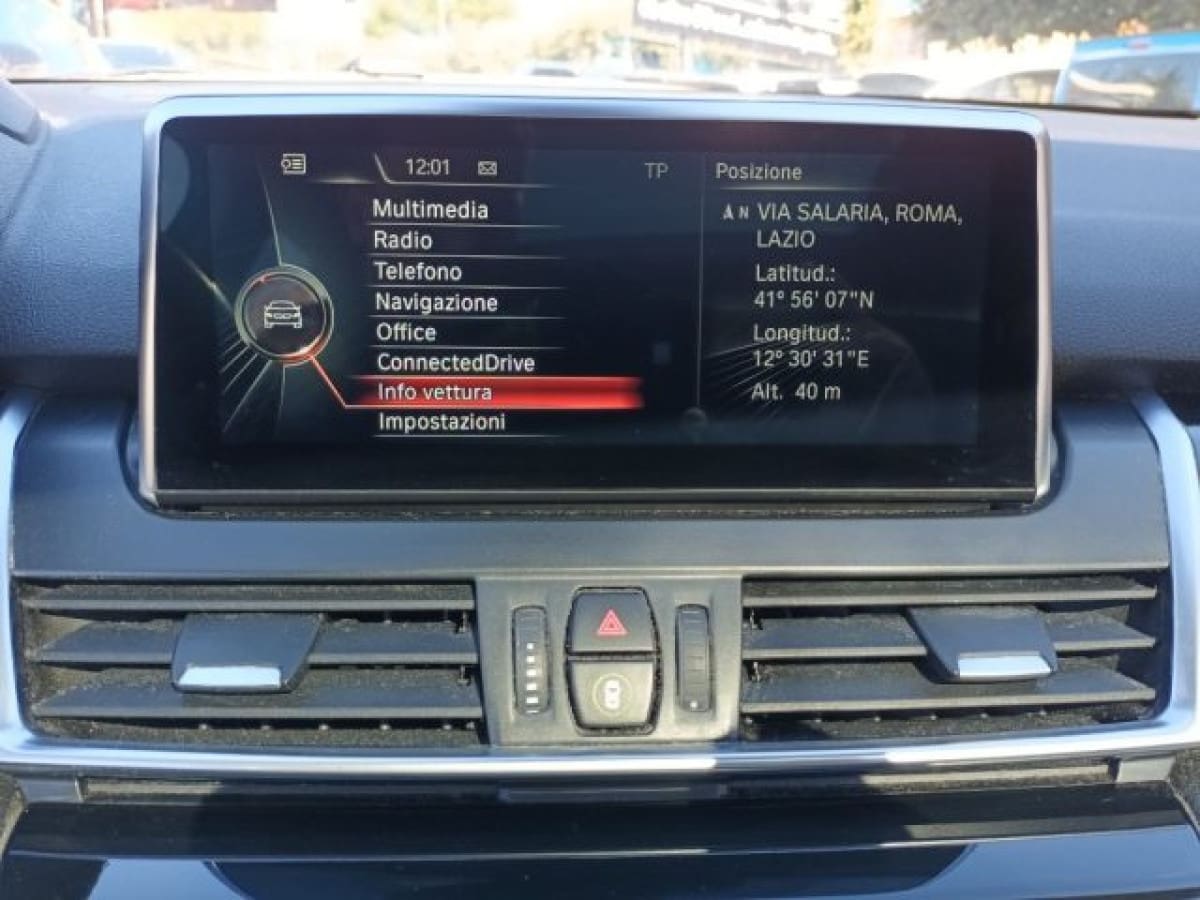 12:01
TP
Multimedia
Radio
Telefono
Navigazione
Office
ConnectedDrive
Info vettura
Impostazioni
Posizione
N VIA SALARIA, ROMA,
LAZIO
Latitud.:
41° 56' 07"N
Longitud.:
12° 30' 31"E
Alt. 40 m